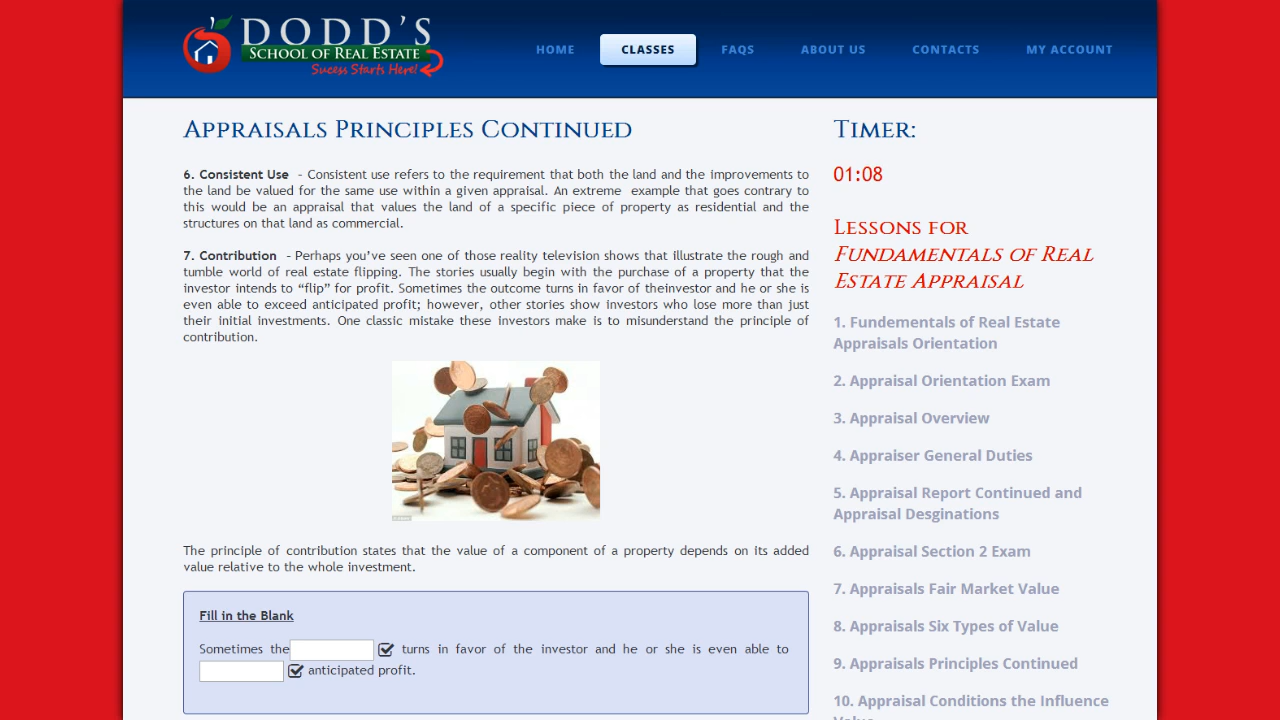 DODD'S
SCHOOL OF REAL ESTATE
Sucess Starts Here!
HOME
CLASSES
FAQS
ABOUT US
CONTACTS
MY ACCOUNT
APPRAISALS PRINCIPLES CONTINUED
6. Consistent Use – Consistent use refers to the requirement that both the land and the improvements to
the land be valued for the same use within a given appraisal. An extreme example that goes contrary to
this would be an appraisal that values the land of a specific piece of property as residential and the
structures on that land as commercial.
7. Contribution – Perhaps you’ve seen one of those reality television shows that illustrate the rough and
tumble world of real estate flipping. The stories usually begin with the purchase of a property that the
investor intends to “flip” for profit. Sometimes the outcome turns in favor of theinvestor and he or she is
even able to exceed anticipated profit; however, other stories show investors who lose more than just
their initial investments. One classic mistake these investors make is to misunderstand the principle of
contribution.
The principle of contribution states that the value of a component of a property depends on its added
value relative to the whole investment.
Fill in the Blank
Sometimes the turns in favor of the investor and he or she is even able to
anticipated profit.
TIMER:
01:08
LESSONS FOR
FUNDAMENTALS OF REAL
ESTATE APPRAISAL
1. Fundementals of Real Estate
Appraisals Orientation
2. Appraisal Orientation Exam
3. Appraisal Overview
4. Appraiser General Duties
5. Appraisal Report Continued and
Appraisal Desginations
6. Appraisal Section 2 Exam
7. Appraisals Fair Market Value
8. Appraisals Six Types of Value
9. Appraisals Principles Continued
10. Appraisal Conditions the Influence